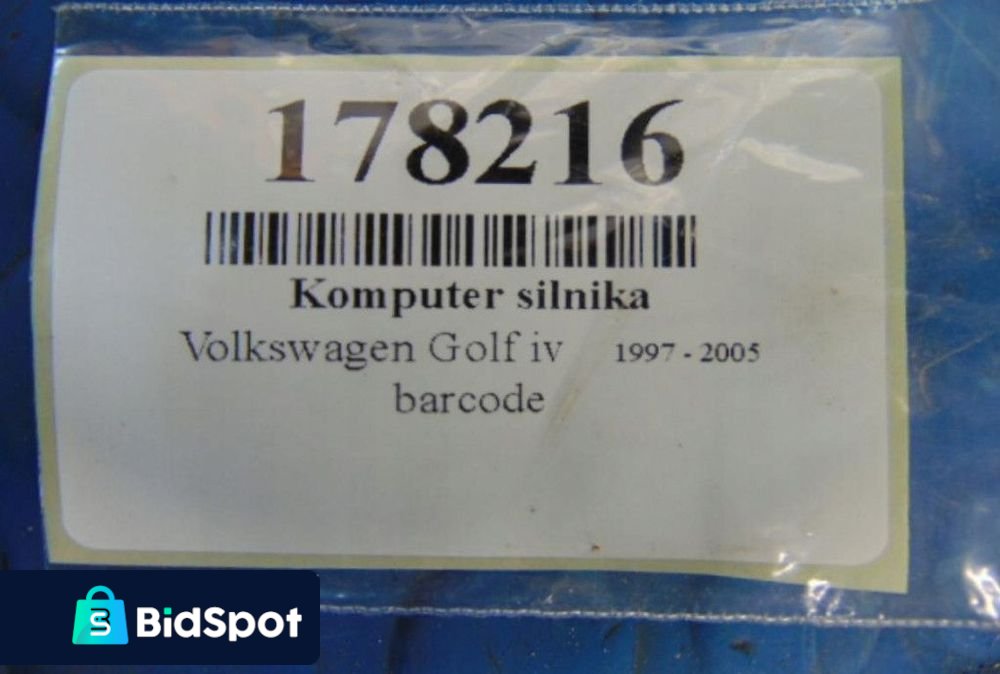 178216
Komputer silnika
Volkswagen Golf iv 1997 - 2005
barcode
BidSpot